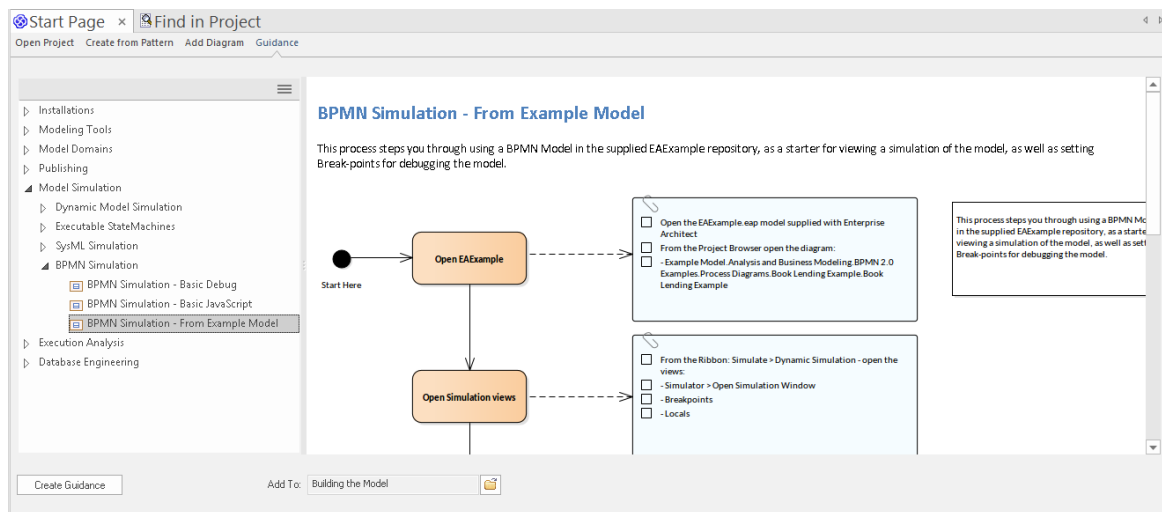 Start Page × Find in Project
Open Project Create from Pattern Add Diagram Guidance
Installations
Modeling Tools
Model Domains
Publishing
Model Simulation
Dynamic Model Simulation
Executable StateMachines
SysML Simulation
BPMN Simulation
BPMN Simulation - Basic Debug
BPMN Simulation - Basic JavaScript
BPMN Simulation - From Example Model
Execution Analysis
Database Engineering
BPMN Simulation - From Example Model
This process steps you through using a BPMN Model in the supplied EAExample repository, as a starter for viewing a simulation of the model, as well as setting
Break-points for debugging the model.
Start Here
Open EAExample
Open the EAExample.eap model supplied with Enterprise
Architect
From the Project Browser open the diagram:
- Example Model.Analysis and Business Modeling.BPMN 2.0
Examples.Process Diagrams.Book Lending Example.Book
Lending Example
This process steps you through using a BPMN
in the supplied EAExample repository, as a
viewing a simulation of the model, as well as
Break-points for debugging the model.
Open Simulation views
From the Ribbon: Simulate > Dynamic Simulation - open the
views:
- Simulator > Open Simulation Window
- Breakpoints
- Locals
Create Guidance
Add To: Building the Model